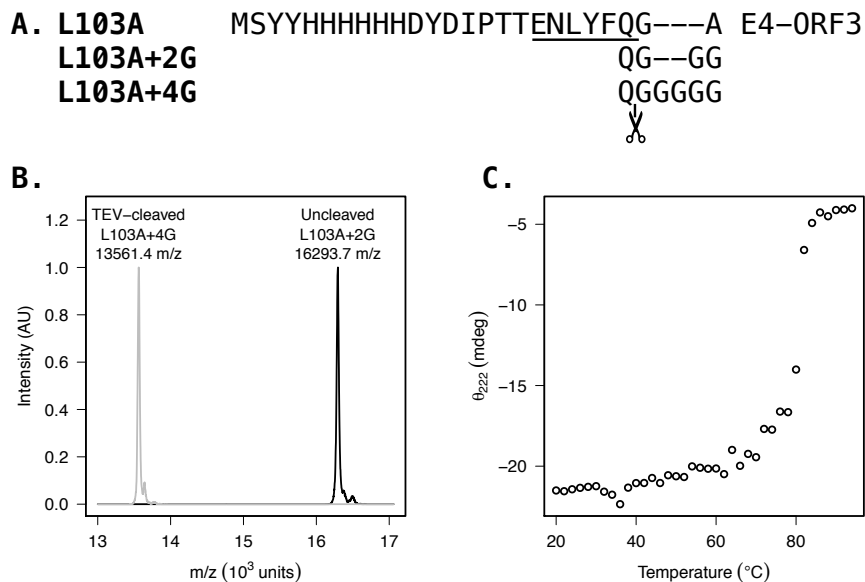 A. L103A MSYYHHHHHHDYDIPTTENLYFQG---A E4-ORF3
L103A+2G QG--GG
L103A+4G QGGGGG
B.
TEV-cleaved
L103A+4G
13561.4 m/z
Uncleaved
L103A+2G
16293.7 m/z
1.2
1.0
0.8
0.6
0.4
0.2
0.0
Intensity (AU)
13 14 15 16 17
m/z (10³ units)
C.
−5
−10
−15
−20
θ222 (mdeg)
20 40 60 80
Temperature (°C)